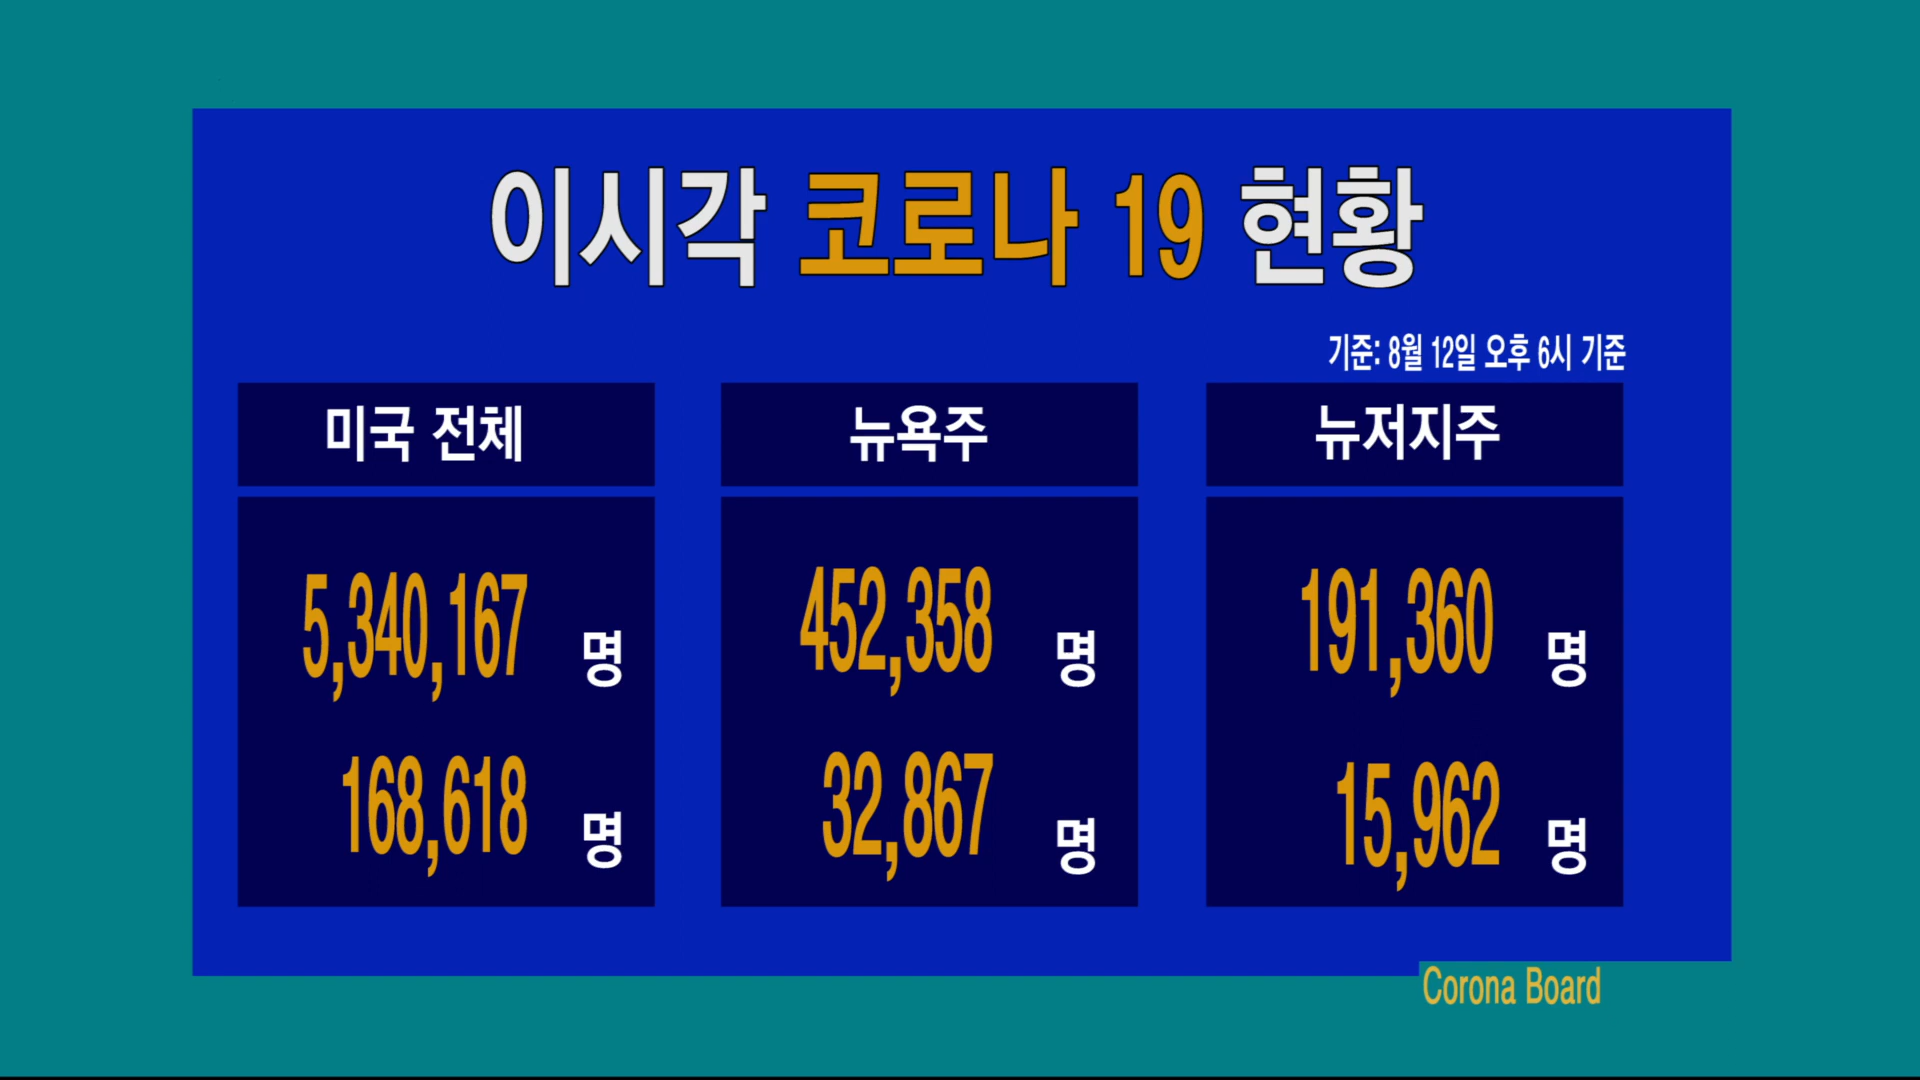 이시각 코로나 19 현황
기준: 8월 12일 오후 6시 기준
미국 전체 뉴욕주 뉴저지주
5,340,167 명 452,358 명 191,360 명
168,618 명 32,867 명 15,962 명
Corona Board